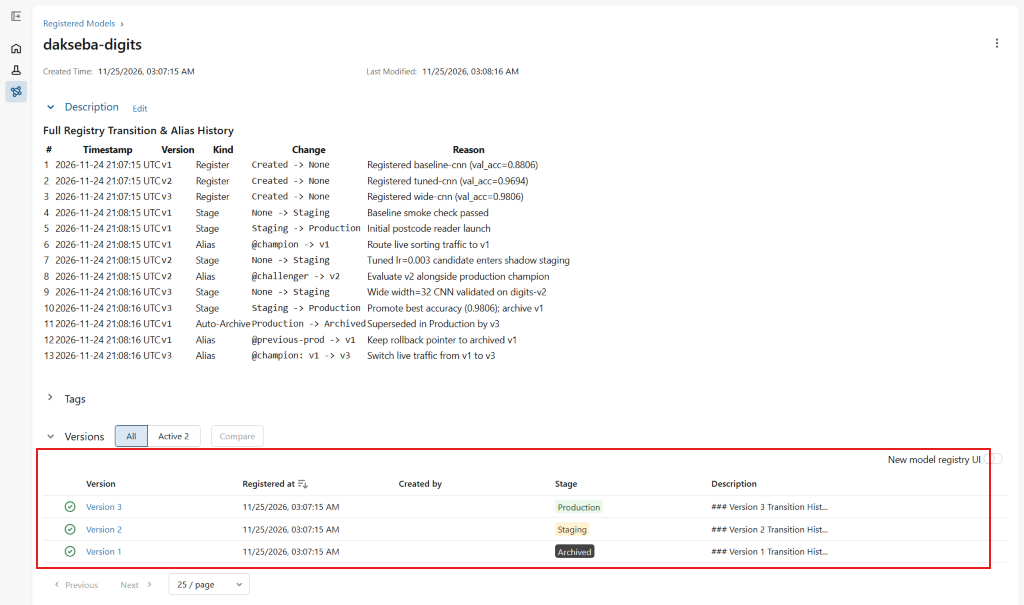 Registered Models ›
dakseba-digits
Created Time: 11/25/2026, 03:07:15 AM Last Modified: 11/25/2026, 03:08:16 AM
Description Edit
Full Registry Transition & Alias History
# Timestamp Version Kind Change Reason
1 2026-11-24 21:07:15 UTC v1 Register Created -> None Registered baseline-cnn (val_acc=0.8806)
2 2026-11-24 21:07:15 UTC v2 Register Created -> None Registered tuned-cnn (val_acc=0.9694)
3 2026-11-24 21:07:15 UTC v3 Register Created -> None Registered wide-cnn (val_acc=0.9806)
4 2026-11-24 21:08:15 UTC v1 Stage None -> Staging Baseline smoke check passed
5 2026-11-24 21:08:15 UTC v1 Stage Staging -> Production Initial postcode reader launch
6 2026-11-24 21:08:15 UTC v1 Alias @champion -> v1 Route live sorting traffic to v1
7 2026-11-24 21:08:15 UTC v2 Stage None -> Staging Tuned lr=0.003 candidate enters shadow staging
8 2026-11-24 21:08:15 UTC v2 Alias @challenger -> v2 Evaluate v2 alongside production champion
9 2026-11-24 21:08:16 UTC v3 Stage None -> Staging Wide width=32 CNN validated on digits-v2
10 2026-11-24 21:08:16 UTC v3 Stage Staging -> Production Promote best accuracy (0.9806); archive v1
11 2026-11-24 21:08:16 UTC v1 Auto-Archive Production -> Archived Superseded in Production by v3
12 2026-11-24 21:08:16 UTC v1 Alias @previous-prod -> v1 Keep rollback pointer to archived v1
13 2026-11-24 21:08:16 UTC v3 Alias @champion: v1 -> v3 Switch live traffic from v1 to v3
Tags
Versions All Active 2 Compare
New model registry UI
Version Registered at Created by Stage Description
Version 3 11/25/2026, 03:07:15 AM Production ### Version 3 Transition Hist...
Version 2 11/25/2026, 03:07:15 AM Staging ### Version 2 Transition Hist...
Version 1 11/25/2026, 03:07:15 AM Archived ### Version 1 Transition Hist...
Previous Next 25 / page